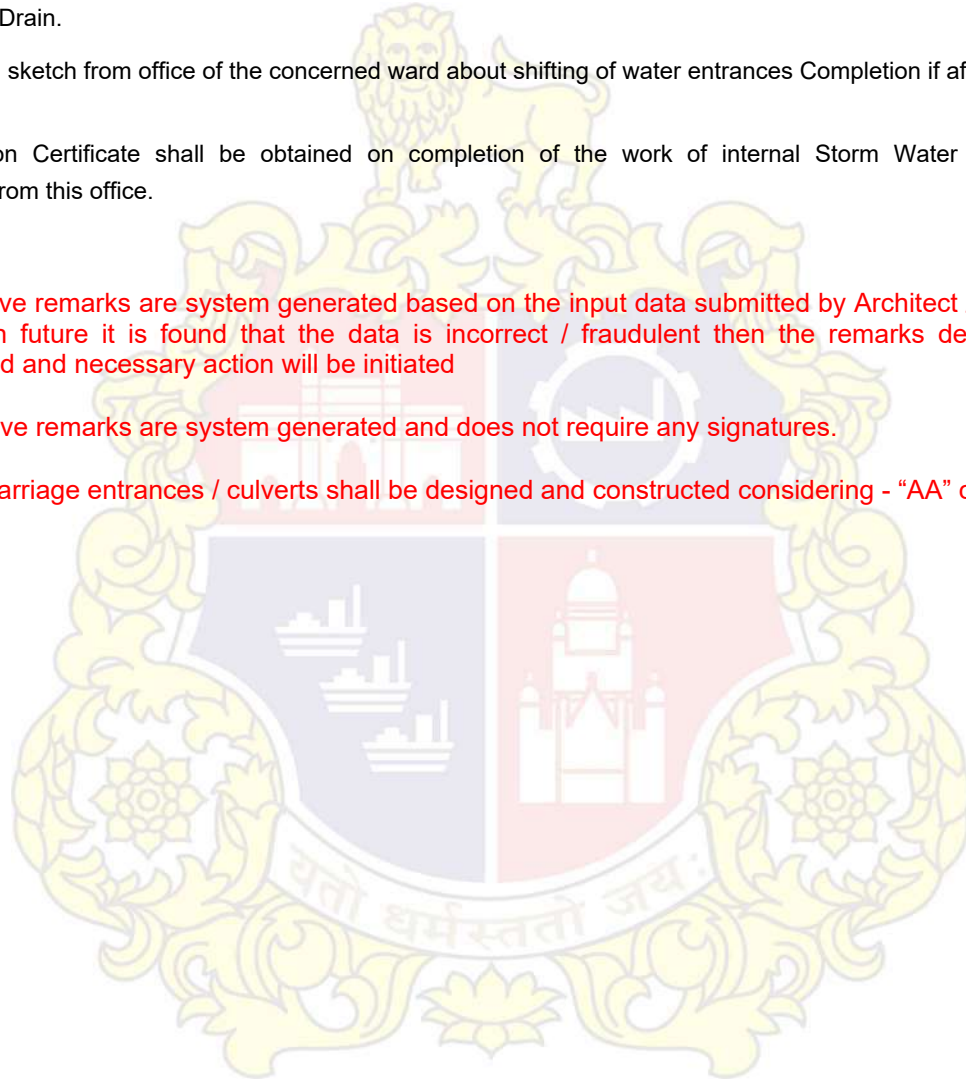 Drain.
sketch from office of the concerned ward about shifting of water entrances Completion if af
on Certificate shall be obtained on completion of the work of internal Storm Water
rom this office.
ve remarks are system generated based on the input data submitted by Architect
n future it is found that the data is incorrect / fraudulent then the remarks de
d and necessary action will be initiated
ve remarks are system generated and does not require any signatures.
arriage entrances / culverts shall be designed and constructed considering - “AA” c
यतो धर्मस्ततो जय: